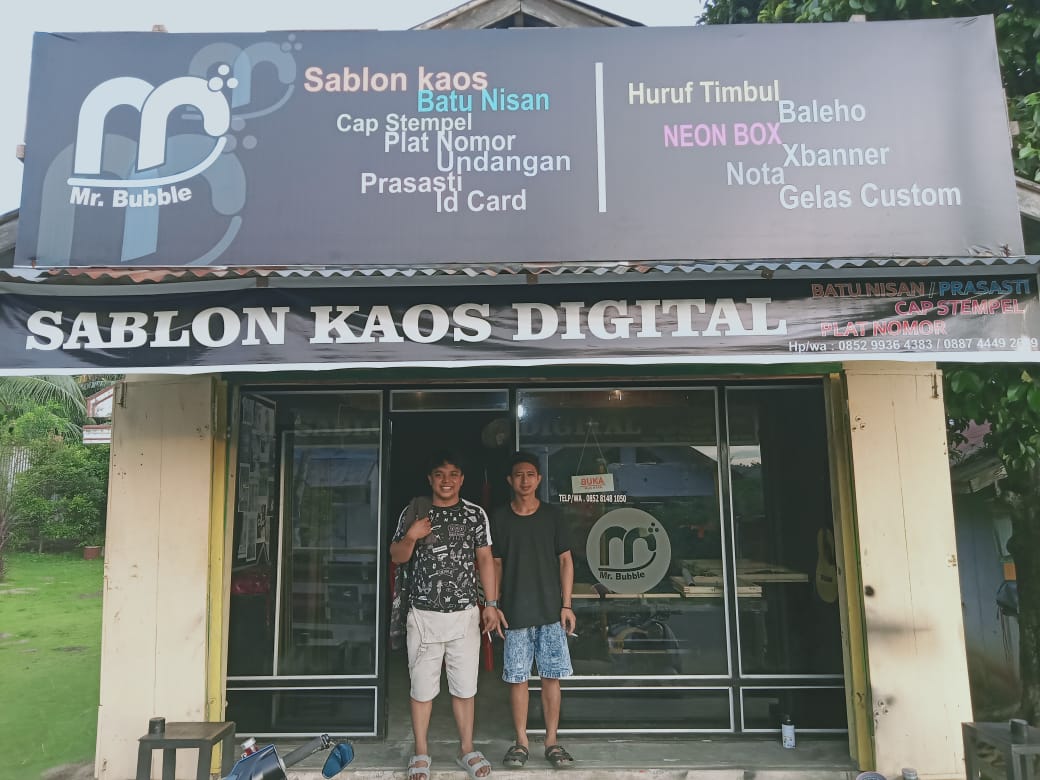 Mr. Bubble
Sablon kaos
Batu Nisan
Cap Stempel
Plat Nomor
Undangan
Prasasti
Id Card
Huruf Timbul
Baleho
NEON BOX
Xbanner
Nota
Gelas Custom
SABLON KAOS DIGITAL
BATU NISAN / PRASASTI
CAP STEMPEL
PLAT NOMOR
Hp/wa : 0852 9936 4383 / 0887 4449
DIGITAL
BUKA
TELP/WA . 0852 8148 1050
Mr. Bubble